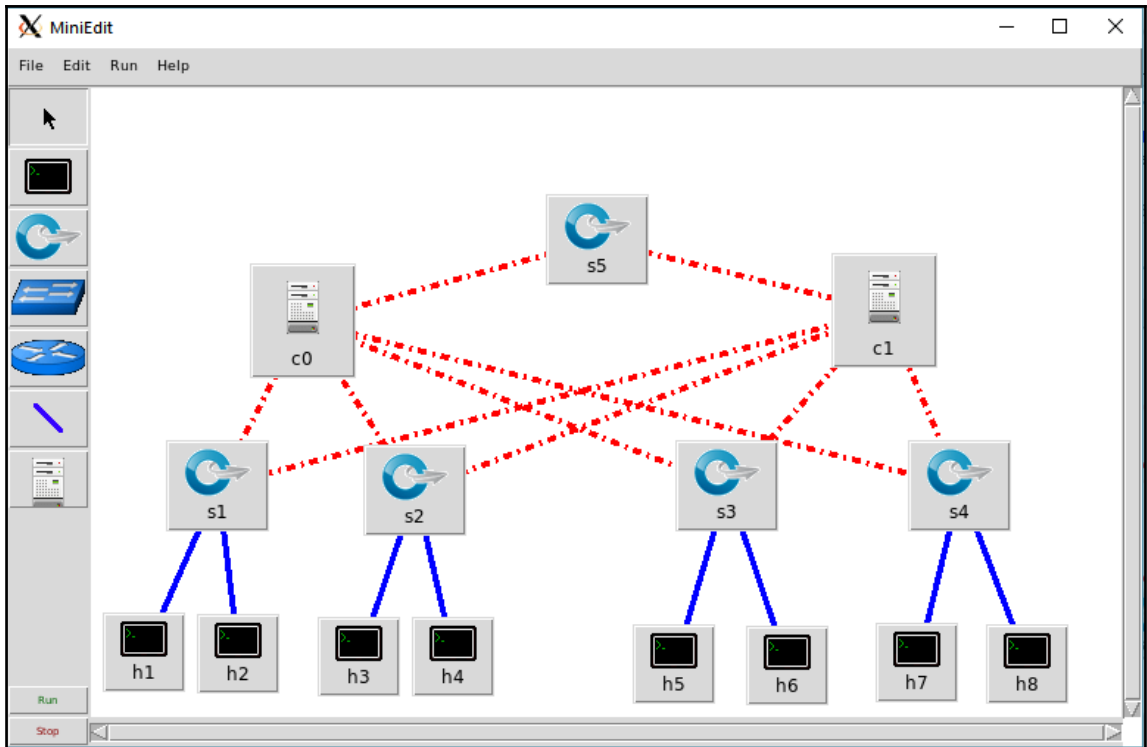 MiniEdit
File Edit Run Help
s5
c0
c1
s1
s2
s3
s4
h1
h2
h3
h4
h5
h6
h7
h8
Run
Stop